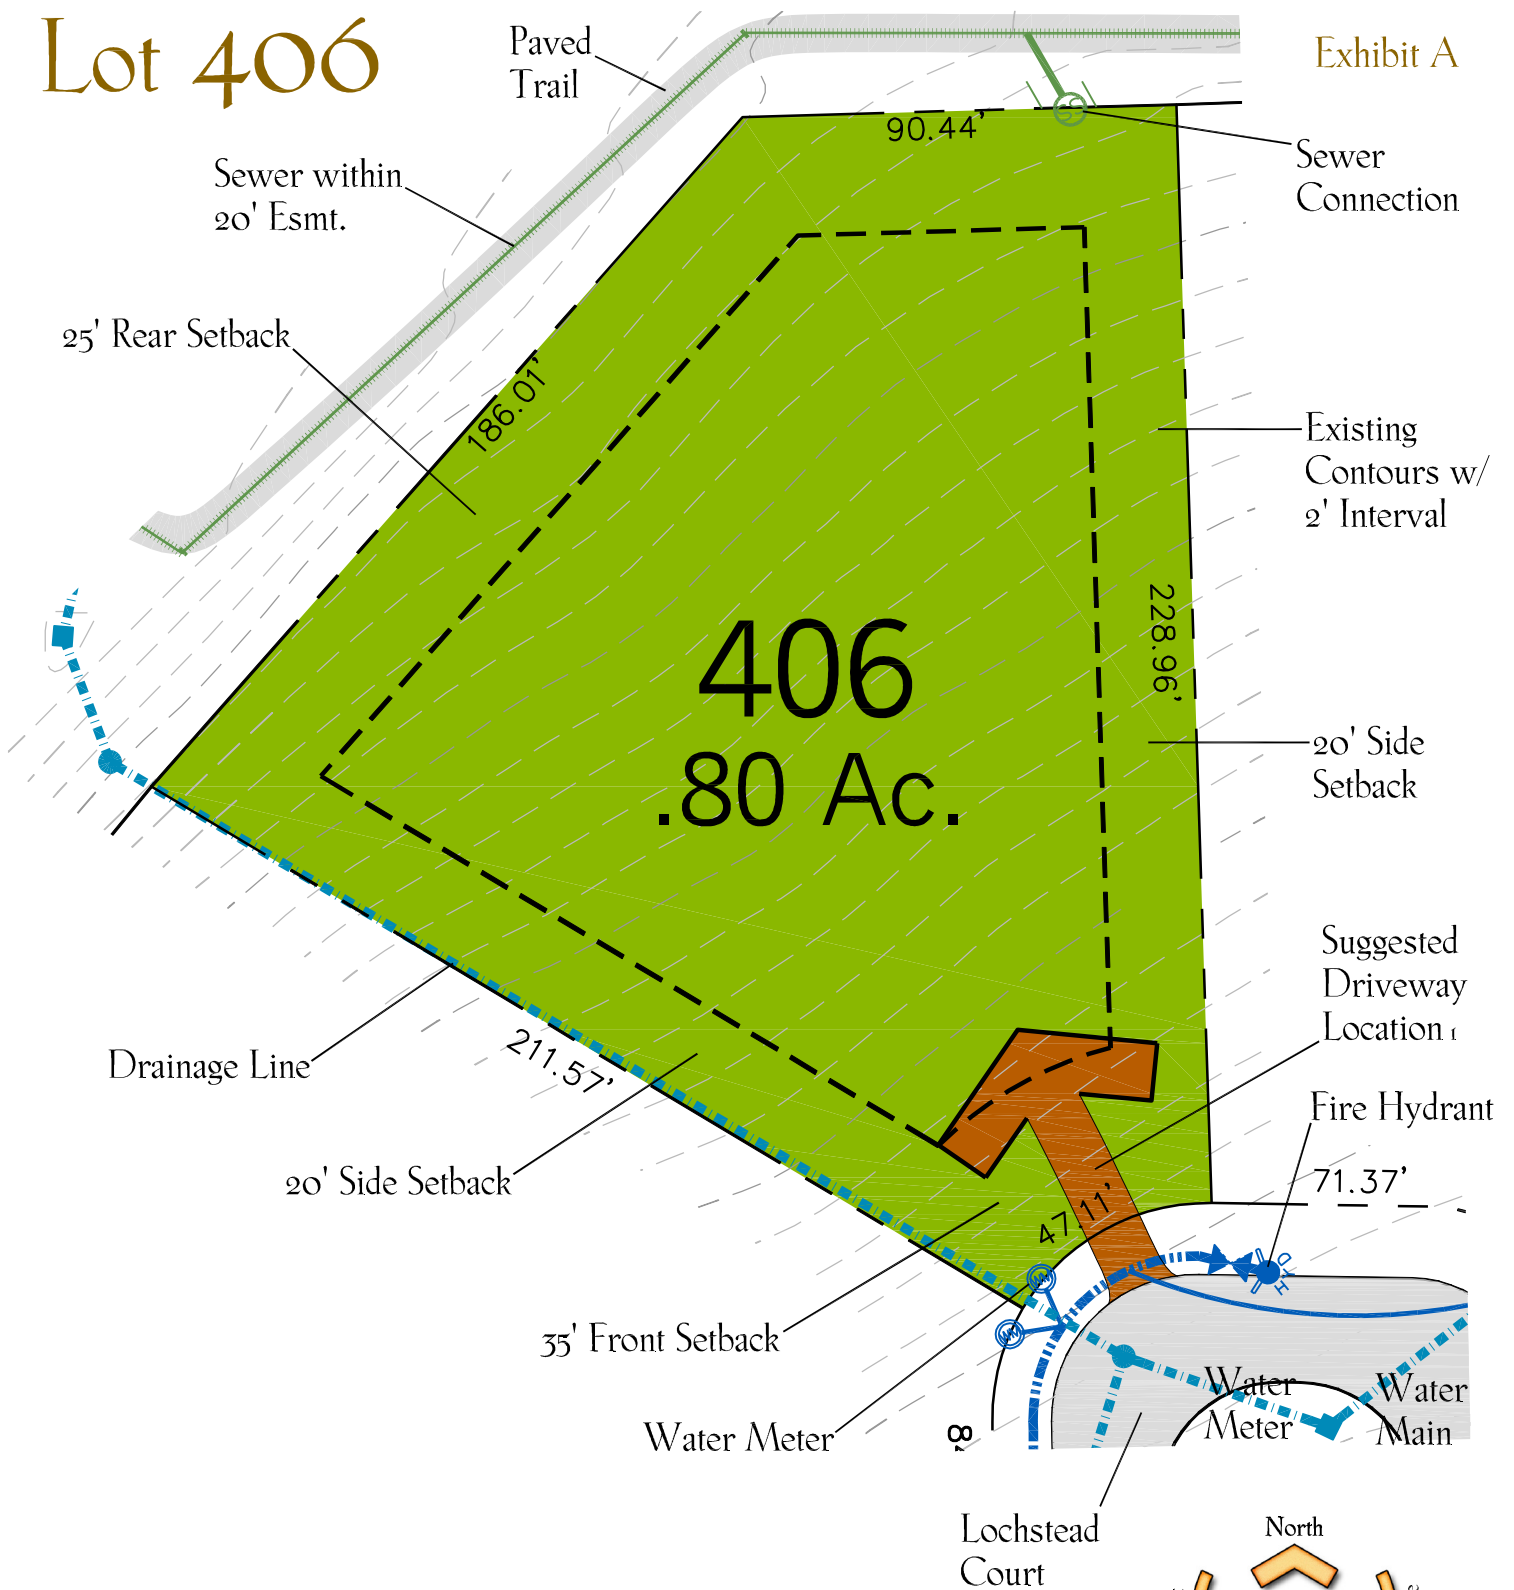 Lot 406
Paved
Trail
Exhibit A
90.44'
Sewer
Connection
Sewer within
20' Esmt.
25' Rear Setback
186.01'
Existing
Contours w/
2' Interval
228.96'
406
.80 Ac.
20' Side
Setback
Suggested
Driveway
Location 1
Drainage Line
211.57'
Fire Hydrant
20' Side Setback
71.37'
47.11'
35' Front Setback
WM
WM
Water
Meter
Water
Main
Water Meter
Lochstead
Court
North